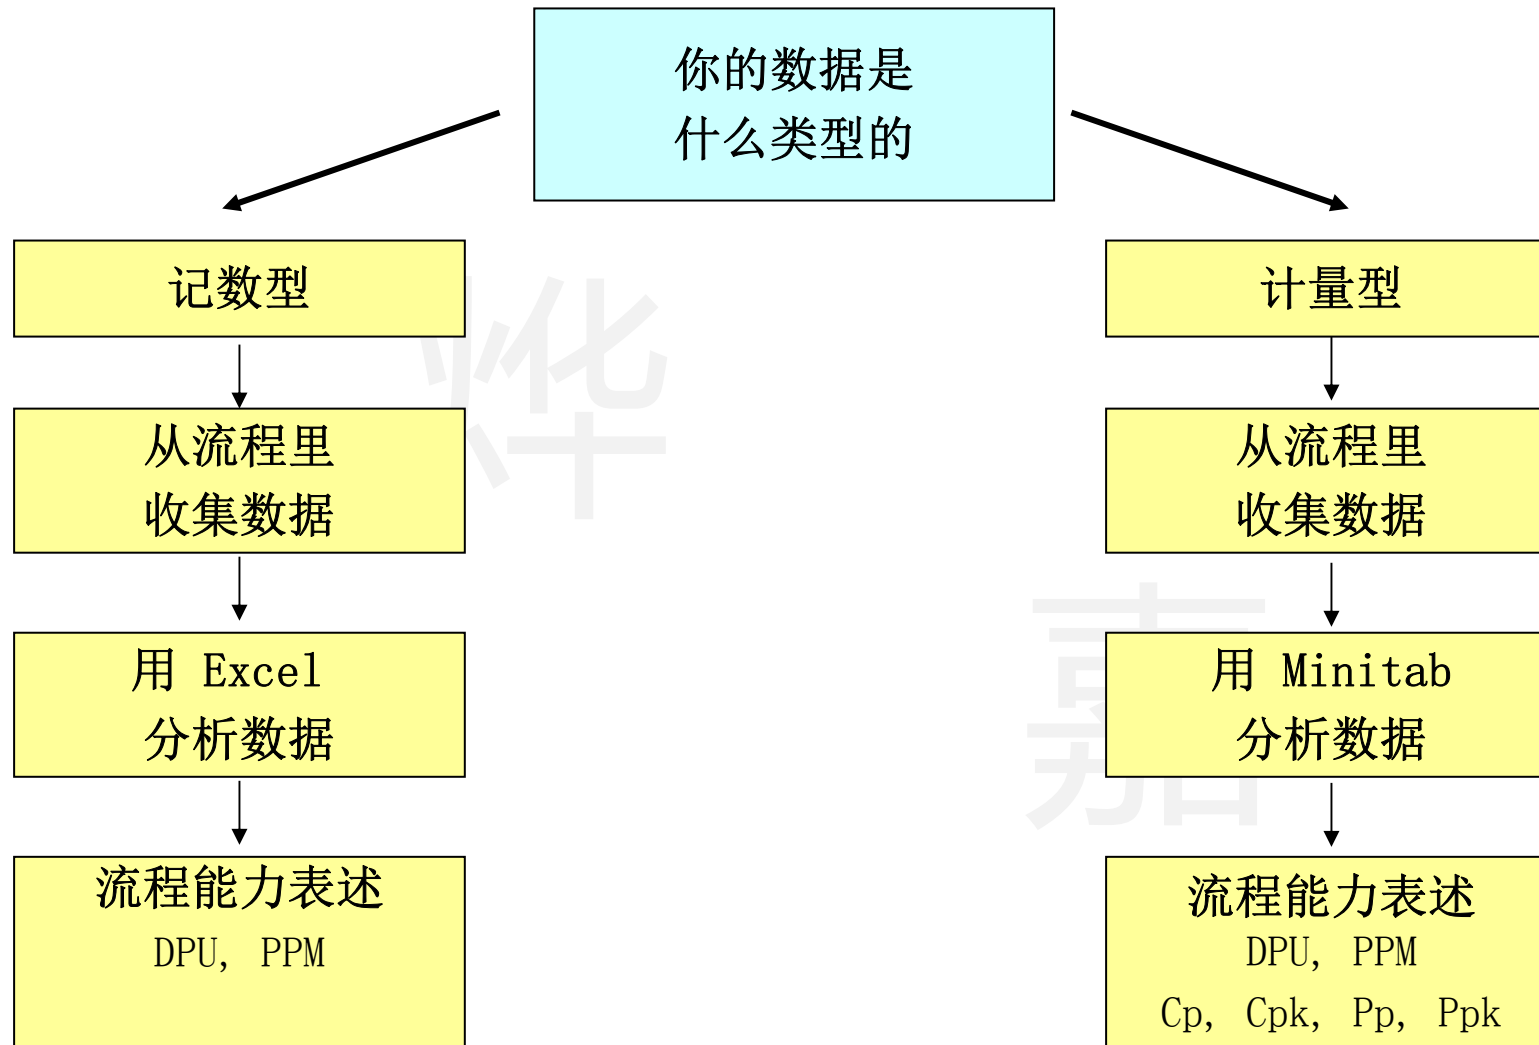 你的数据是
什么类型的
记数型
从流程里
收集数据
用 Excel
分析数据
流程能力表述
DPU, PPM
计量型
从流程里
收集数据
用 Minitab
分析数据
流程能力表述
DPU, PPM
Cp, Cpk, Pp, Ppk
烨
嘉